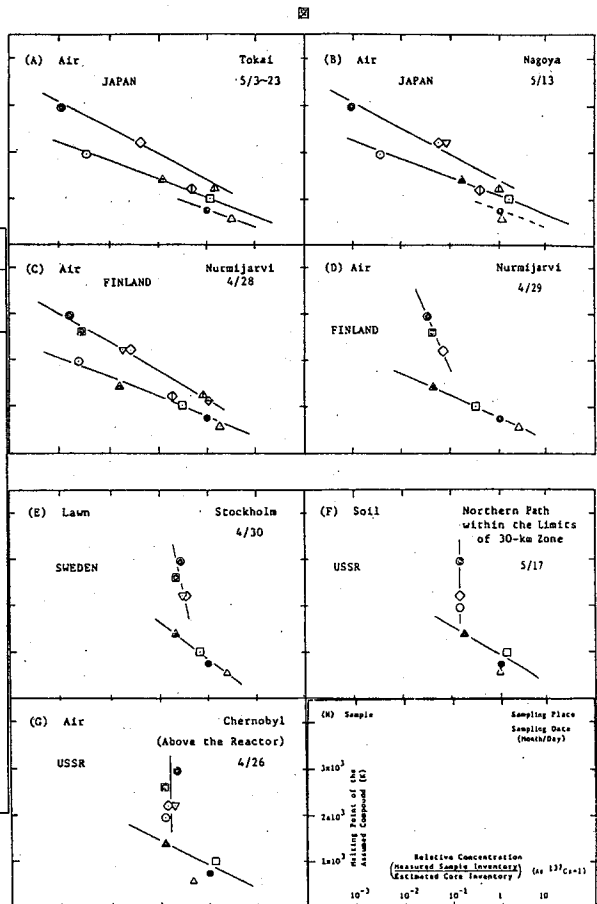 (A) Air Tokai
JAPAN 5/3~23
(B) Air Nagoya
JAPAN 5/13
(C) Air Nurmijarvi
FINLAND 4/28
(D) Air Nurmijarvi
4/29
FINLAND
(E) Lawn Stockholm
4/30
SWEDEN
(F) Soil Northern Path
within the Limits
of 30-km Zone
USSR 5/17
(G) Air Chernobyl
(Above the Reactor)
USSR 4/26
(H) Sample Sampling Place
Sampling Date
(Month/Day)
3x10³
2x10³
1x10³
Melting Point of the
Assumed Compound (K)
Relative Concentration
(Measured Sample Inventory / Estimated Core Inventory) (As ¹³⁷Cs=1)
10⁻³ 10⁻² 10⁻¹ 1 10